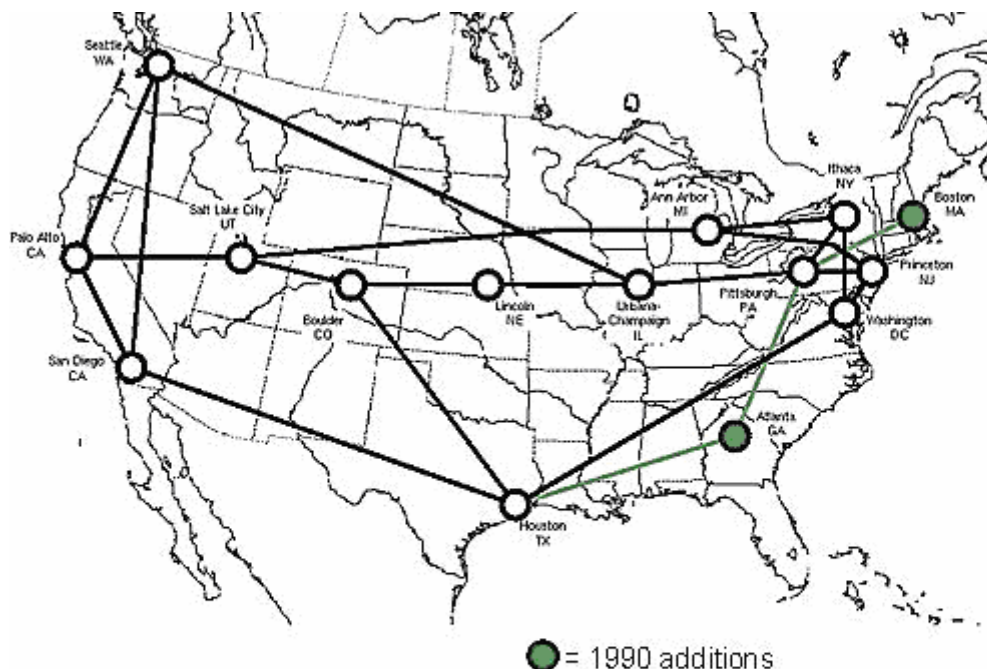 Seattle
WA
Ithaca
NY
Ann Arbor
MI
Boston
MA
Salt Lake City
UT
Palo Alto
CA
Princeton
NJ
Pittsburgh
PA
Lincoln
NE
Urbana-
Champaign
IL
Boulder
CO
Washington
DC
San Diego
CA
Atlanta
GA
Houston
TX
= 1990 additions